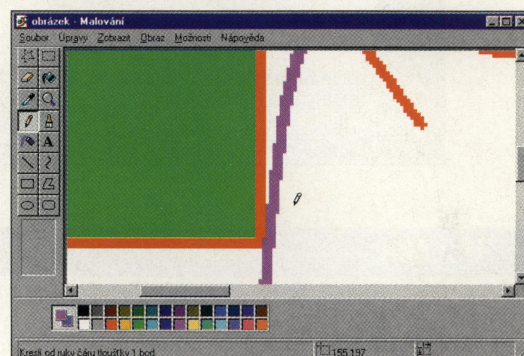 obrázek - Malování
Soubor Úpravy Zobrazit Obraz Možnosti Nápověda
A
Kreslí od ruky čáru tloušťky 1 bod.
155,197